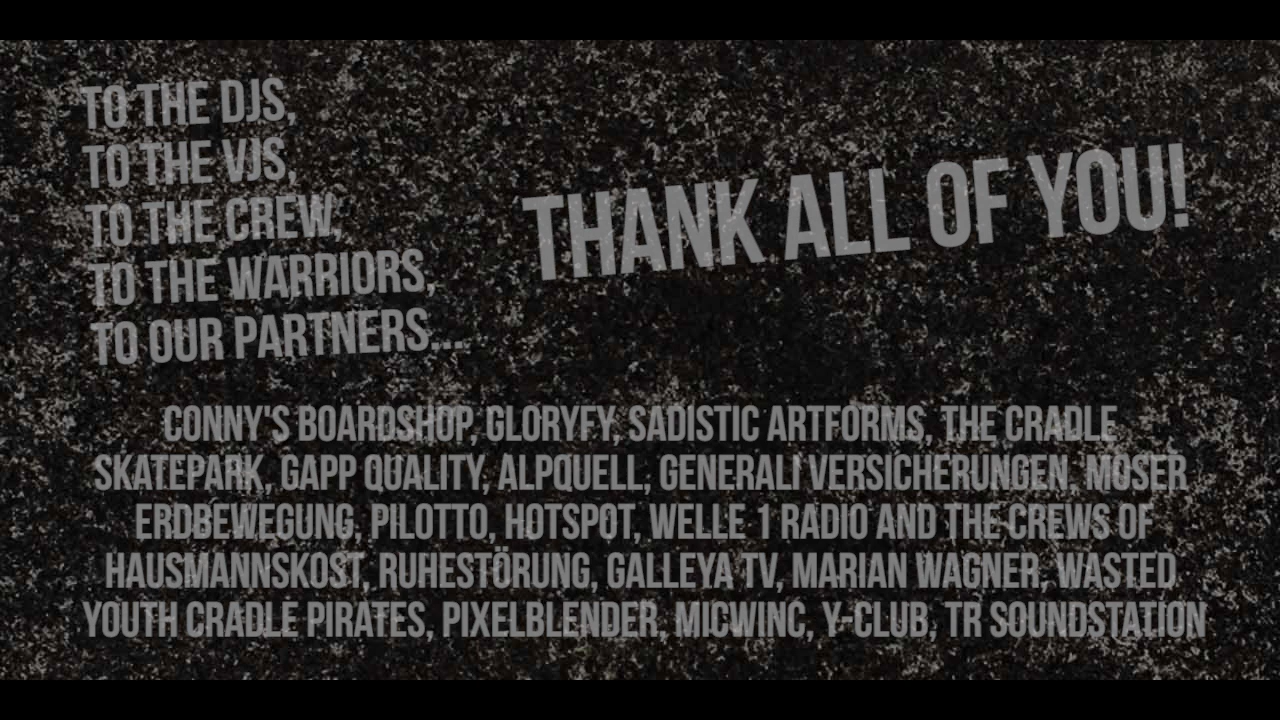 TO THE DJS,
TO THE VJS,
TO THE CREW,
TO THE WARRIORS,
TO OUR PARTNERS...
THANK ALL OF YOU!
CONNY'S BOARDSHOP, GLORYFY, SADISTIC ARTFORMS, THE CRADLE
SKATEPARK, GAPP QUALITY, ALPQUELL, GENERALI VERSICHERUNGEN, MOSER
ERDBEWEGUNG, PILOTTO, HOTSPOT, WELLE 1 RADIO AND THE CREWS OF
HAUSMANNSKOST, RUHESTÖRUNG, GALLEYA TV, MARIAN WAGNER, WASTED
YOUTH CRADLE PIRATES, PIXELBLENDER, MICWINC, Y-CLUB, TR SOUNDSTATION